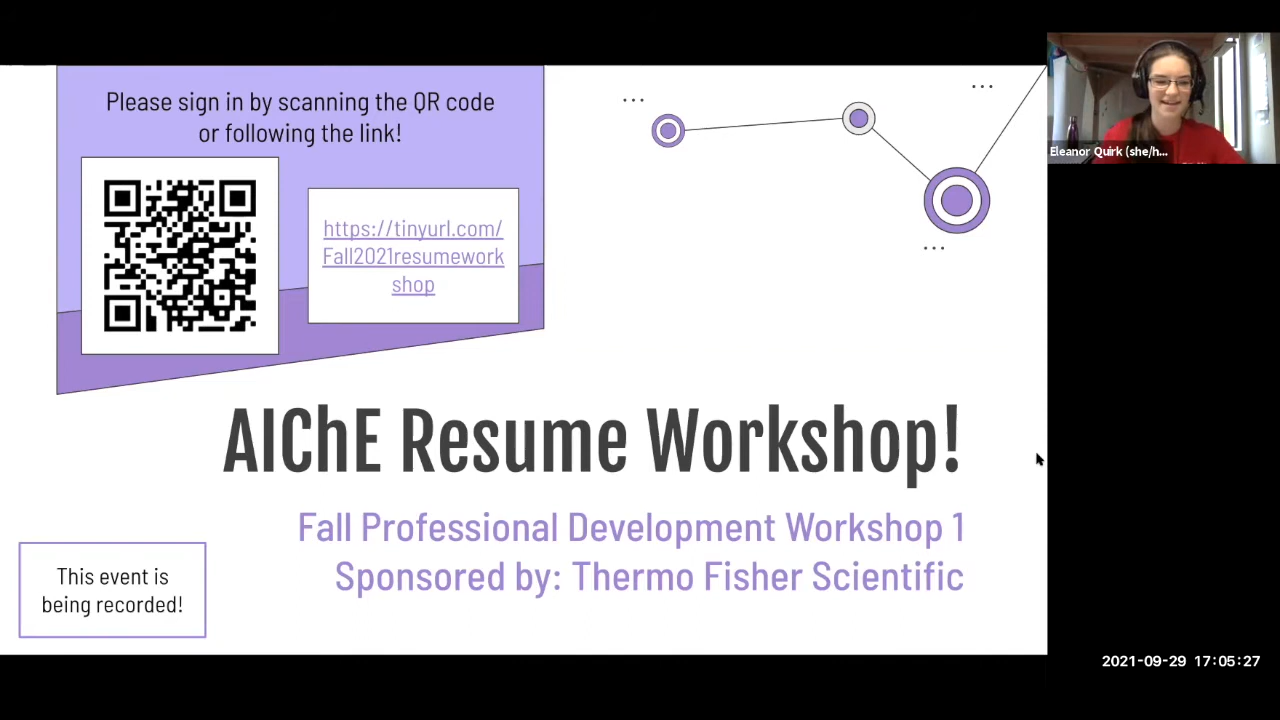 Please sign in by scanning the QR code
or following the link!
https://tinyurl.com/
Fall2021resumework
shop
AIChE Resume Workshop!
Fall Professional Development Workshop 1
Sponsored by: Thermo Fisher Scientific
This event is
being recorded!
Eleanor Quirk (she/h...
2021-09-29 17:05:27